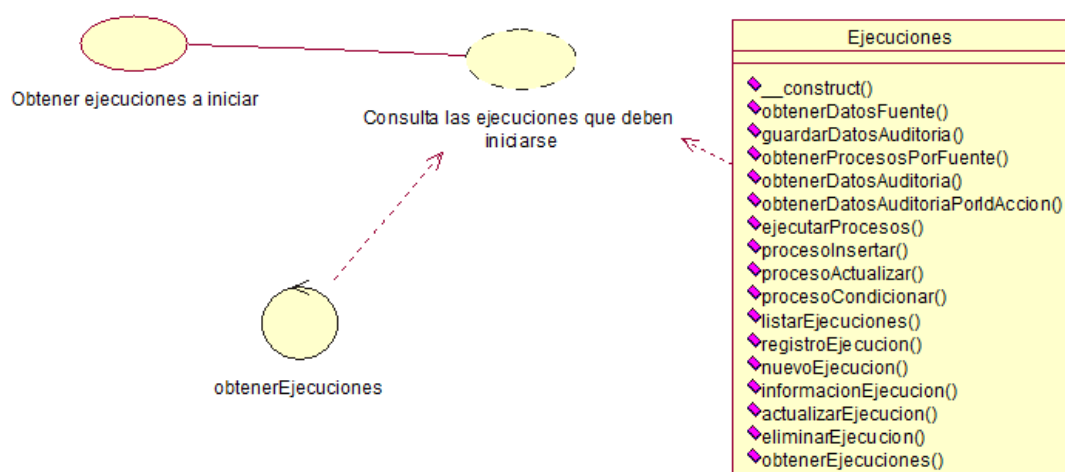 Obtener ejecuciones a iniciar
Consulta las ejecuciones que deben
iniciarse
obtenerEjecuciones
Ejecuciones
__construct()
obtenerDatosFuente()
guardarDatosAuditoria()
obtenerProcesosPorFuente()
obtenerDatosAuditoria()
obtenerDatosAuditoriaPorIdAccion()
ejecutarProcesos()
procesoInsertar()
procesoActualizar()
procesoCondicionar()
listarEjecuciones()
registroEjecucion()
nuevoEjecucion()
informacionEjecucion()
actualizarEjecucion()
eliminarEjecucion()
obtenerEjecuciones()